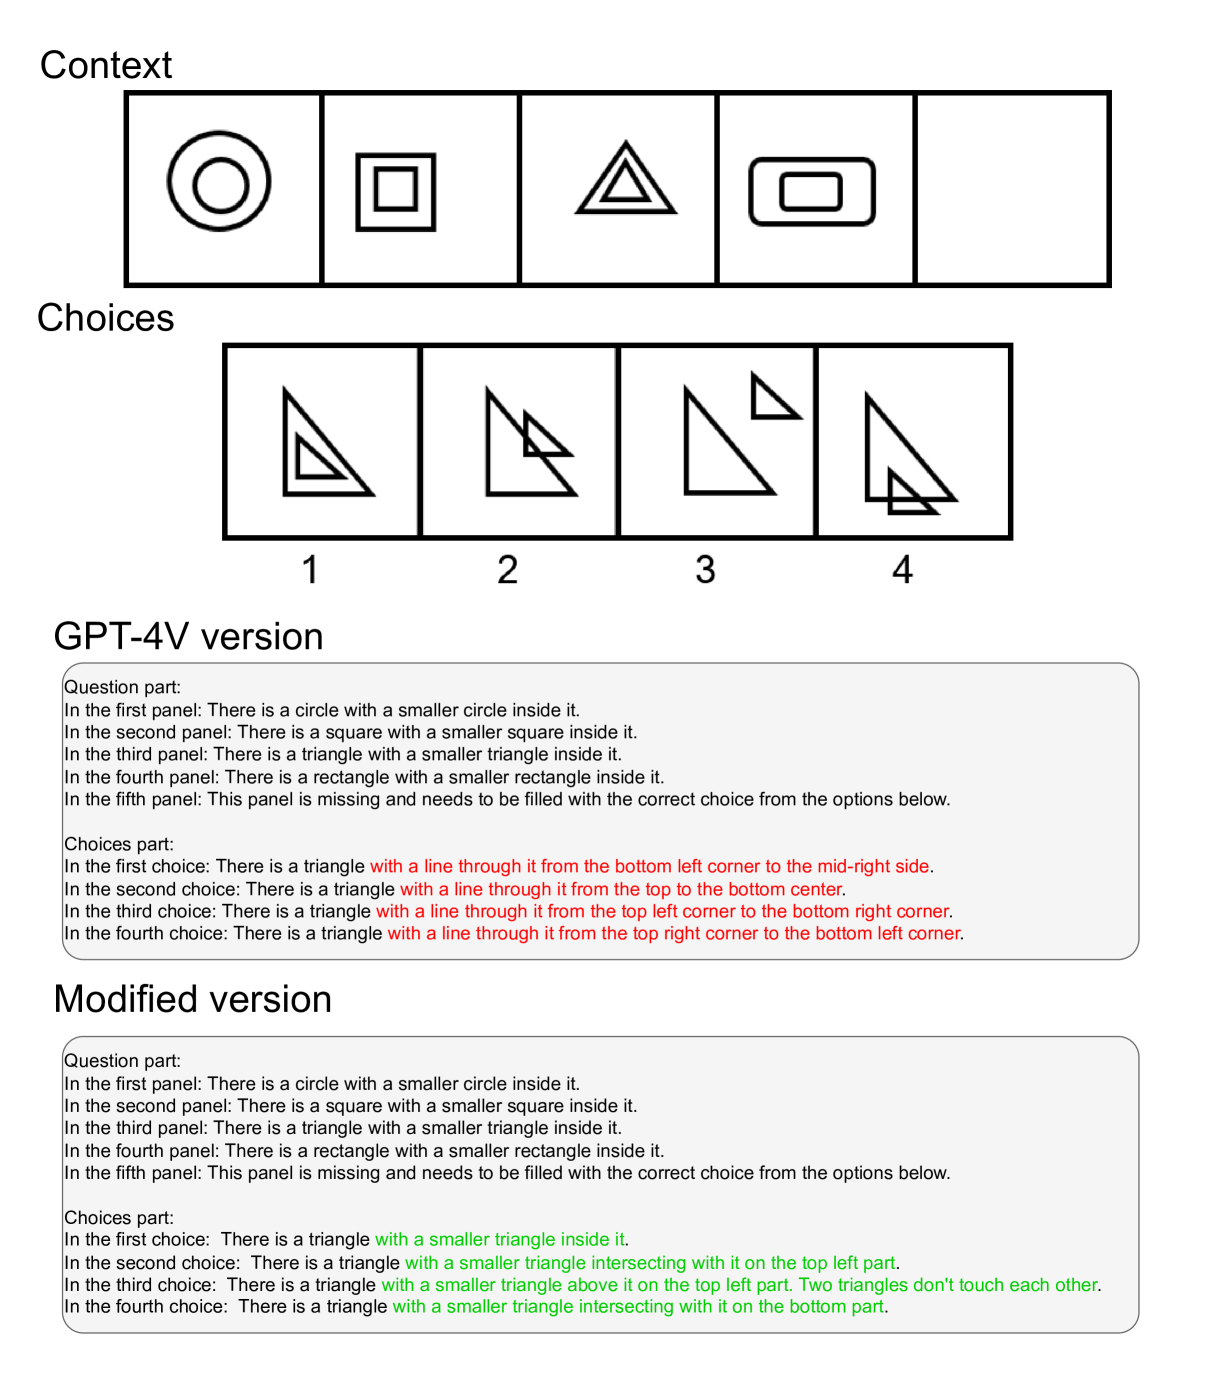 Context
Choices
1 2 3 4
GPT-4V version
Question part:
In the first panel: There is a circle with a smaller circle inside it.
In the second panel: There is a square with a smaller square inside it.
In the third panel: There is a triangle with a smaller triangle inside it.
In the fourth panel: There is a rectangle with a smaller rectangle inside it.
In the fifth panel: This panel is missing and needs to be filled with the correct choice from the options below.
Choices part:
In the first choice: There is a triangle with a line through it from the bottom left corner to the mid-right side.
In the second choice: There is a triangle with a line through it from the top to the bottom center.
In the third choice: There is a triangle with a line through it from the top left corner to the bottom right corner.
In the fourth choice: There is a triangle with a line through it from the top right corner to the bottom left corner.
Modified version
Question part:
In the first panel: There is a circle with a smaller circle inside it.
In the second panel: There is a square with a smaller square inside it.
In the third panel: There is a triangle with a smaller triangle inside it.
In the fourth panel: There is a rectangle with a smaller rectangle inside it.
In the fifth panel: This panel is missing and needs to be filled with the correct choice from the options below.
Choices part:
In the first choice: There is a triangle with a smaller triangle inside it.
In the second choice: There is a triangle with a smaller triangle intersecting with it on the top left part.
In the third choice: There is a triangle with a smaller triangle above it on the top left part. Two triangles don't touch each other.
In the fourth choice: There is a triangle with a smaller triangle intersecting with it on the bottom part.